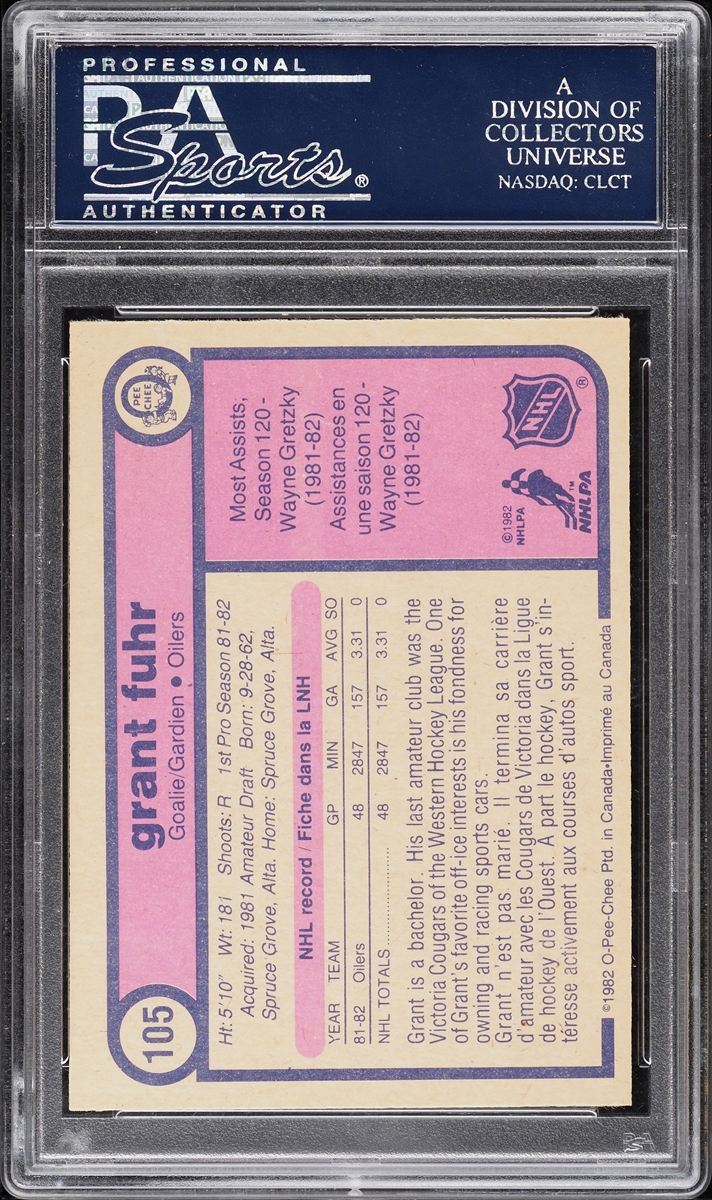 PROFESSIONAL
PSA
Sports®
AUTHENTICATOR
A
DIVISION OF
COLLECTORS
UNIVERSE
NASDAQ: CLCT
105
grant fuhr
Goalie/Gardien • Oilers
PEE
CHEE
Ht: 5'10" Wt: 181 Shoots: R 1st Pro Season 81-82
Acquired: 1981 Amateur Draft Born: 9-28-62,
Spruce Grove, Alta. Home: Spruce Grove, Alta.
NHL record / Fiche dans la LNH
YEAR TEAM GP MIN GA AVG SO
81-82 Oilers 48 2847 157 3.31 0
NHL TOTALS 48 2847 157 3.31 0
Grant is a bachelor. His last amateur club was the
Victoria Cougars of the Western Hockey League. One
of Grant's favorite off-ice interests is his fondness for
owning and racing sports cars.
Grant n'est pas marié. Il termina sa carrière
d'amateur avec les Cougars de Victoria dans la Ligue
de hockey de l'Ouest. À part le hockey, Grant s'in-
téresse activement aux courses d'autos sport.
©1982 O-Pee-Chee Ptd. in Canada•Imprimé au Canada
Most Assists,
Season 120 -
Wayne Gretzky
(1981-82)
Assistances en
une saison 120 -
Wayne Gretzky
(1981-82)
©1982
NHLPA
NHLPA™
NHL®
PSA